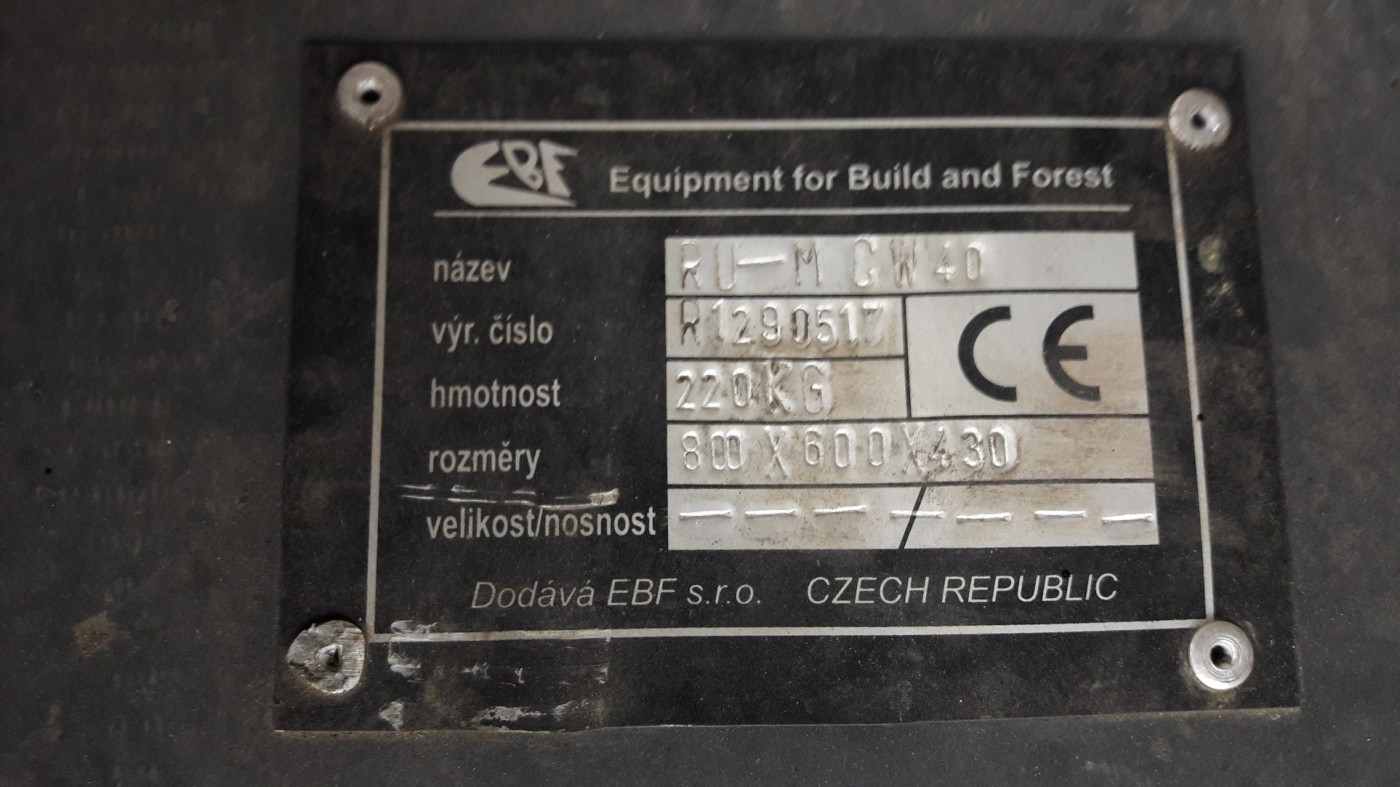 EBF Equipment for Build and Forest
název RU-M CW40
výr. číslo R1290517 CE
hmotnost 220KG
rozměry 800X600X430
velikost/nosnost --- - / - - -
Dodává EBF s.r.o. CZECH REPUBLIC